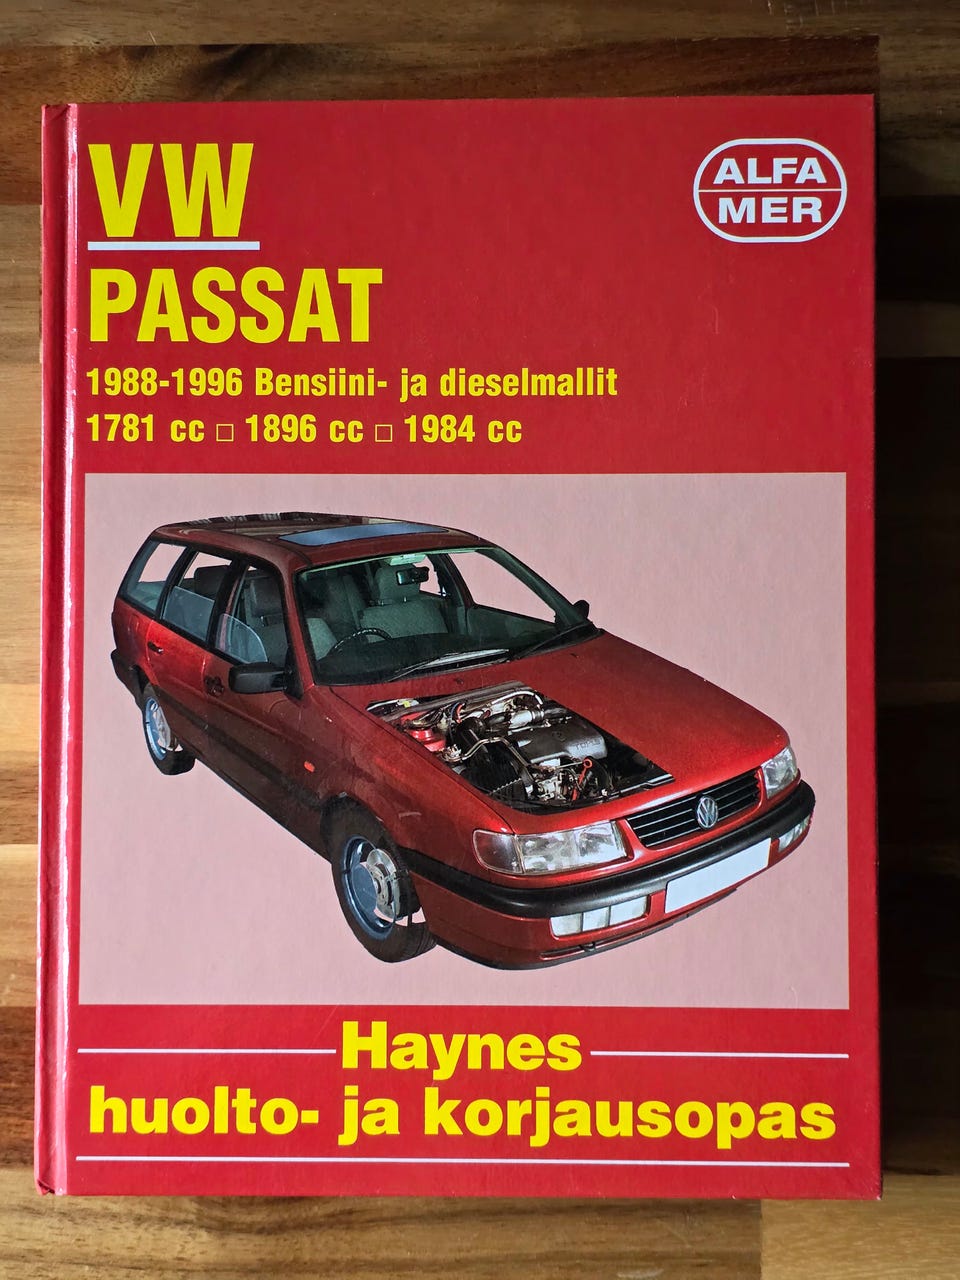 VW
ALFA
MER
PASSAT
1988-1996 Bensiini- ja dieselmallit
1781 cc □ 1896 cc □ 1984 cc
Haynes
huolto- ja korjausopas